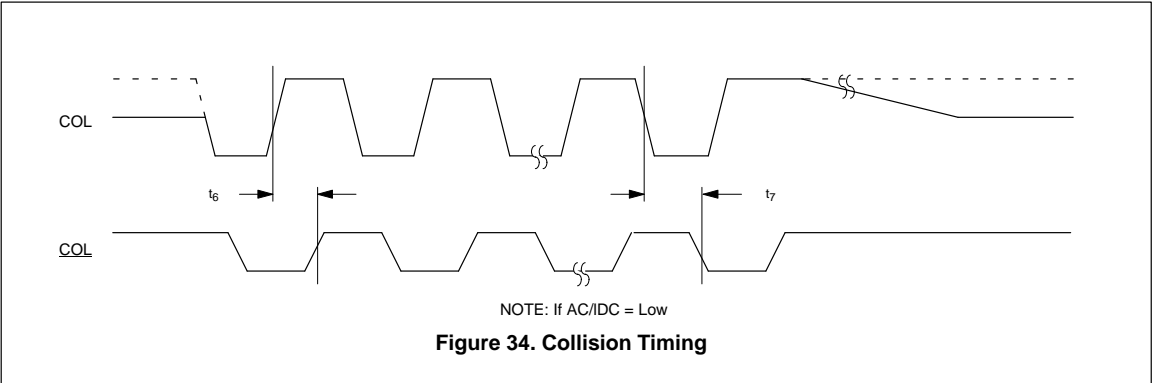 COL
t6
t7
COL
NOTE: If AC/IDC = Low
Figure 34. Collision Timing